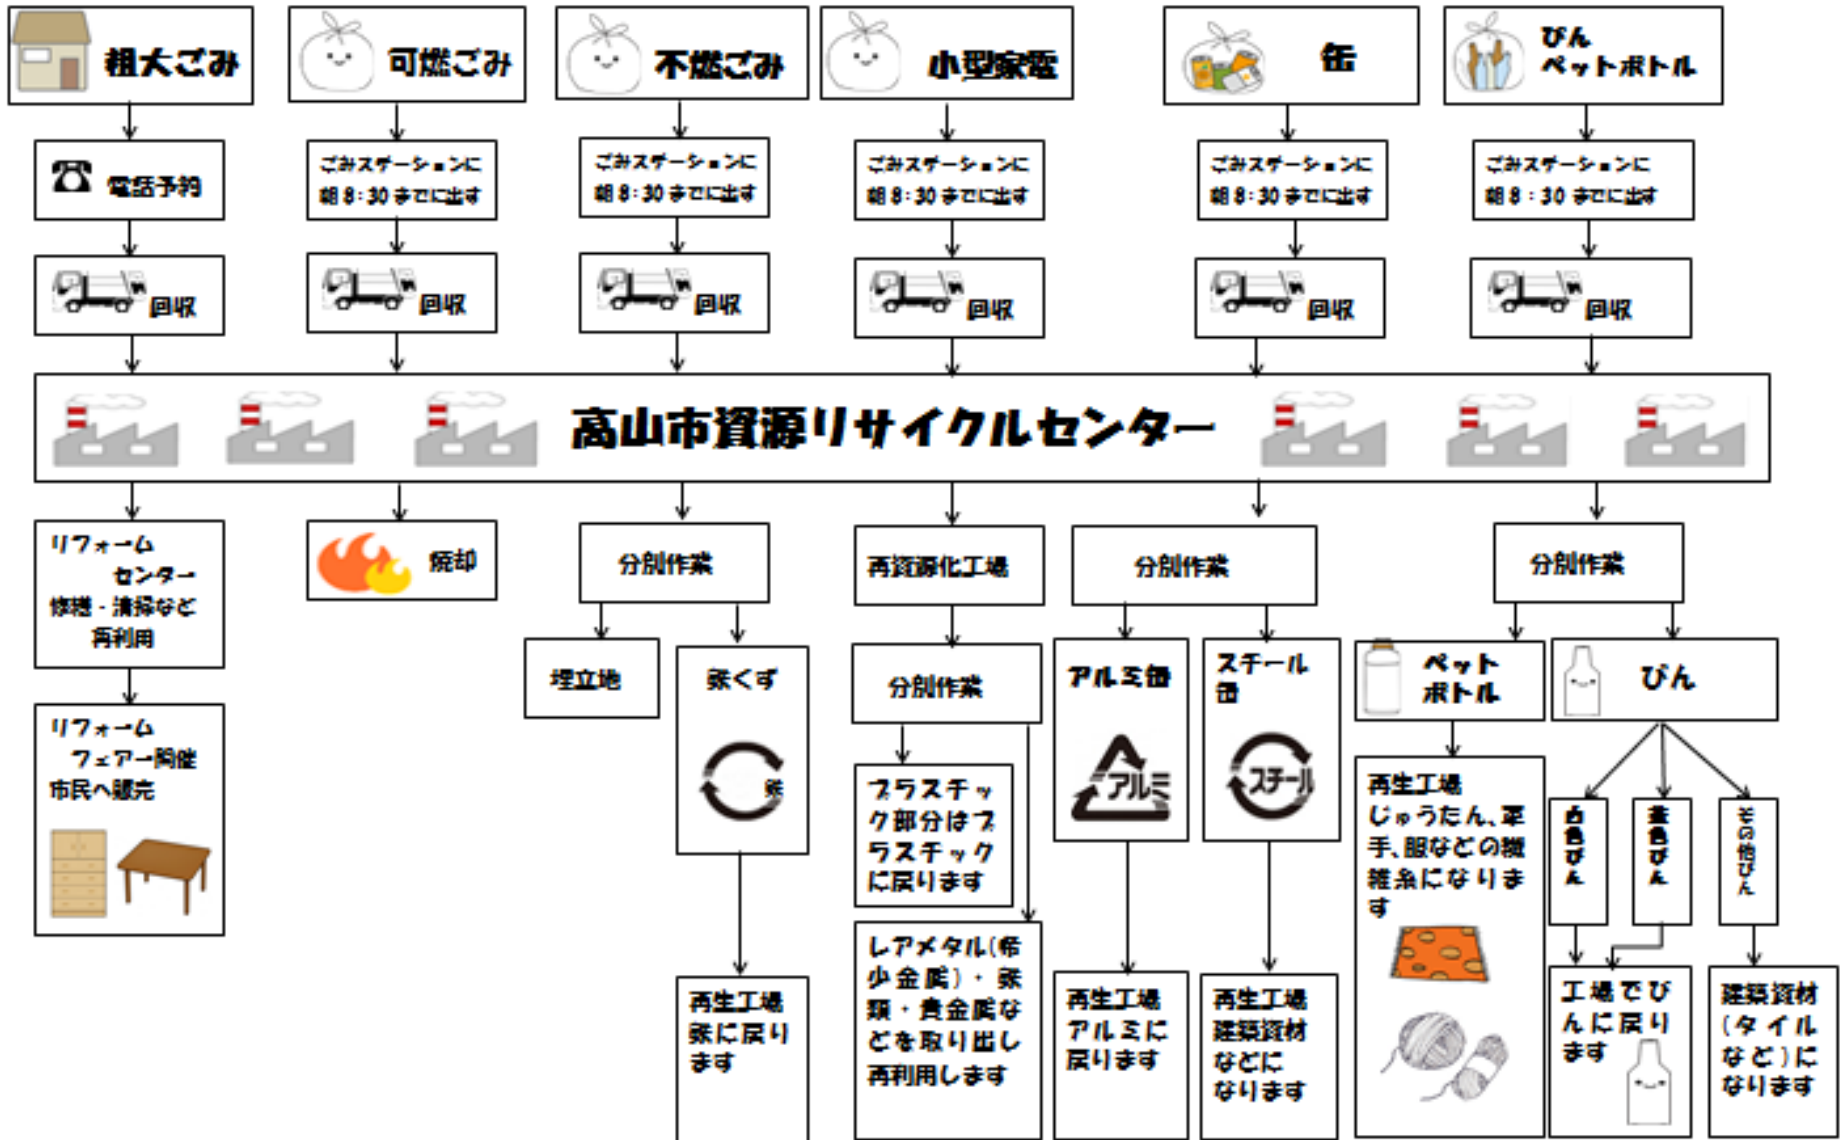 粗大ごみ
可燃ごみ
不燃ごみ
小型家電
缶
びん
ペットボトル
電話予約
ごみステーションに
朝8:30までに出す
ごみステーションに
朝8:30までに出す
ごみステーションに
朝8:30までに出す
ごみステーションに
朝8:30までに出す
ごみステーションに
朝8:30までに出す
回収
回収
回収
回収
回収
回収
高山市資源リサイクルセンター
リフォーム
センター
修繕・清掃など
再利用
焼却
分別作業
再資源化工場
分別作業
分別作業
リフォーム
フェアー開催
市民へ販売
埋立地
鉄くず
鉄
再生工場
鉄に戻り
ます
分別作業
プラスチッ
ク部分はプ
ラスチック
に戻ります
レアメタル(希
少金属)・鉄
類・貴金属な
どを取り出し
再利用します
アルミ缶
アルミ
再生工場
アルミに
戻ります
スチール
缶
スチール
再生工場
建築資材
などに
なります
ペット
ボトル
再生工場
じゅうたん、軍
手、服などの繊
維糸になりま
す
びん
白色びん
茶色びん
その他びん
工場でび
んに戻り
ます
建築資材
(タイル
など)に
なります